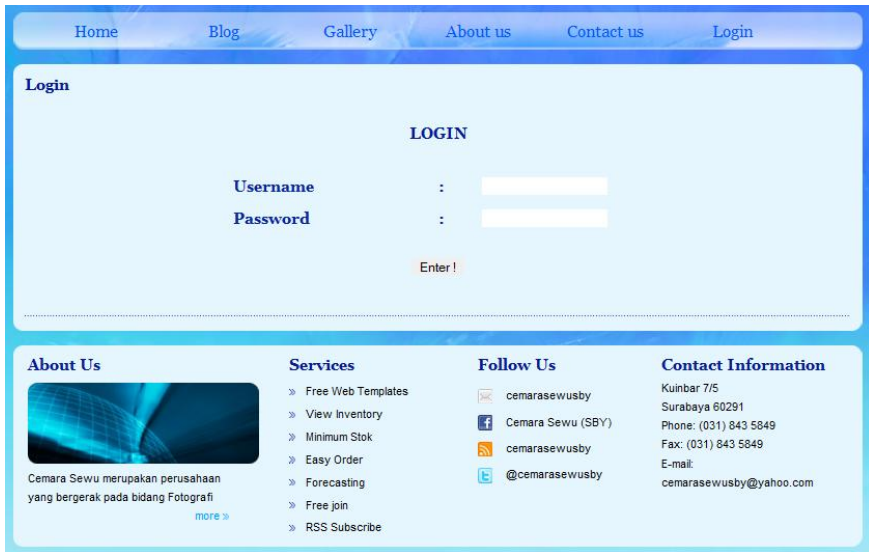 Home Blog Gallery About us Contact us Login
Login
LOGIN
Username :
Password :
Enter !
About Us
Cemara Sewu merupakan perusahaan
yang bergerak pada bidang Fotografi
more »
Services
» Free Web Templates
» View Inventory
» Minimum Stok
» Easy Order
» Forecasting
» Free join
» RSS Subscribe
Follow Us
cemarasewusby
Cemara Sewu (SBY)
cemarasewusby
@cemarasewusby
Contact Information
Kuinbar 7/5
Surabaya 60291
Phone: (031) 843 5849
Fax: (031) 843 5849
E-mail:
cemarasewusby@yahoo.com